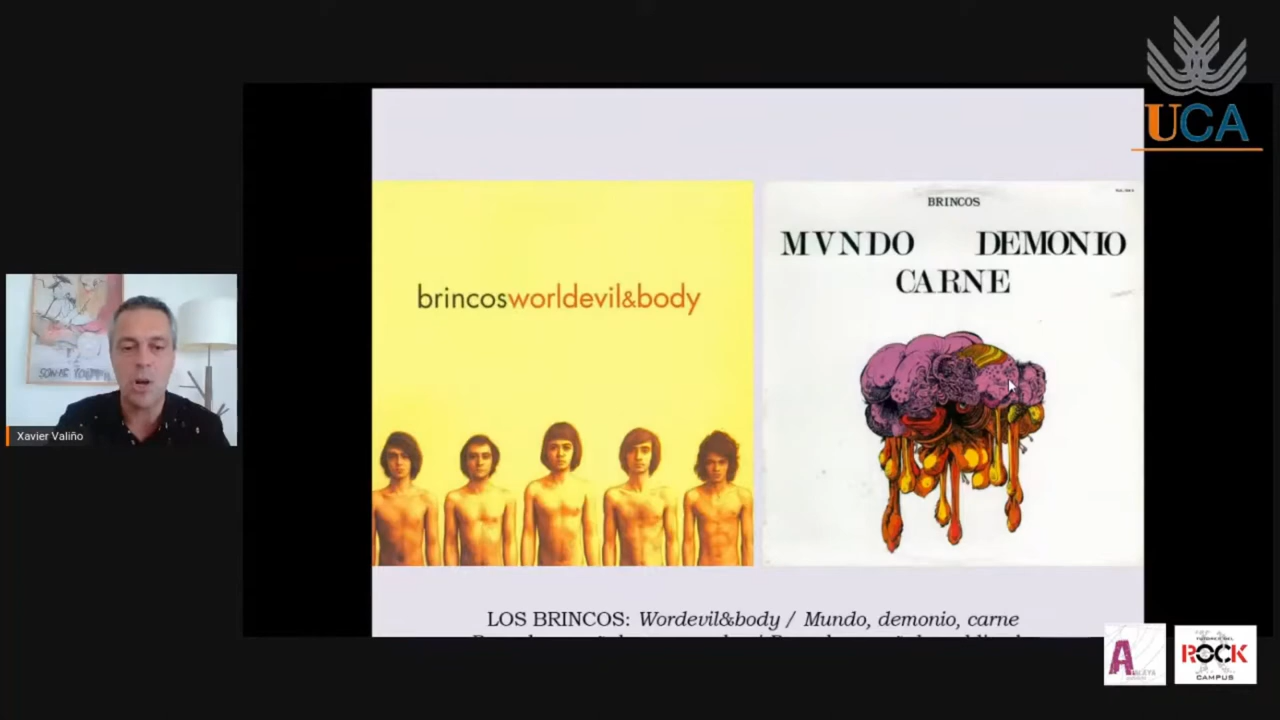 UCA
BRINCOS
MVNDO DEMONIO
CARNE
brincosworldevil&body
Xavier Valiño
LOS BRINCOS: Wordevil&body / Mundo, demonio, carne
ROCK
CAMPUS